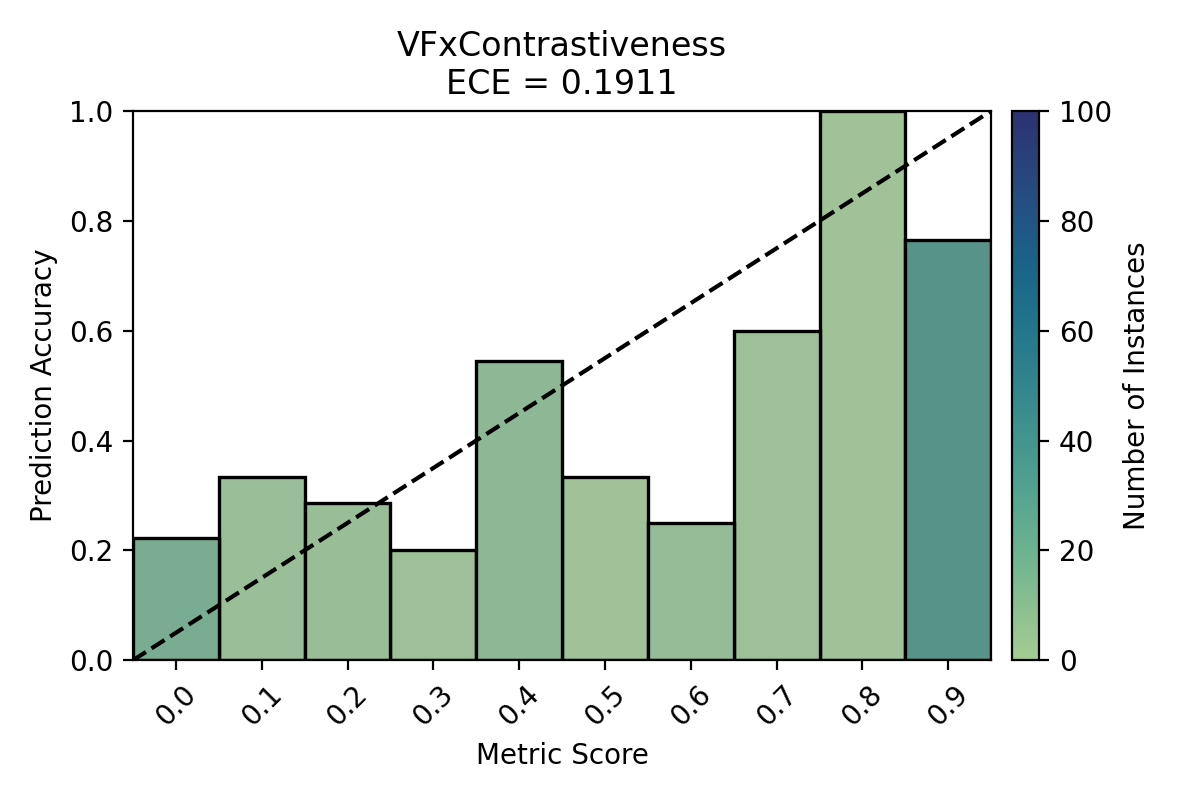 VFxContrastiveness
ECE = 0.1911
1.0
0.8
0.6
0.4
0.2
0.0
Prediction Accuracy
0.0 0.1 0.2 0.3 0.4 0.5 0.6 0.7 0.8 0.9
Metric Score
100
80
60
40
20
0
Number of Instances